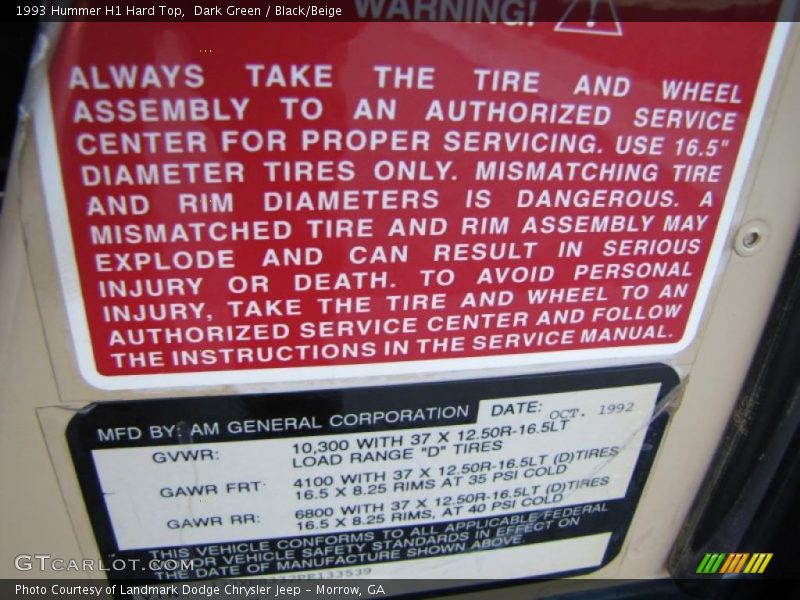 1993 Hummer H1 Hard Top, Dark Green / Black/Beige
WARNING!
ALWAYS TAKE THE TIRE AND WHEEL
ASSEMBLY TO AN AUTHORIZED SERVICE
CENTER FOR PROPER SERVICING. USE 16.5"
DIAMETER TIRES ONLY. MISMATCHING TIRE
AND RIM DIAMETERS IS DANGEROUS. A
MISMATCHED TIRE AND RIM ASSEMBLY MAY
EXPLODE AND CAN RESULT IN SERIOUS
INJURY OR DEATH. TO AVOID PERSONAL
INJURY, TAKE THE TIRE AND WHEEL TO AN
AUTHORIZED SERVICE CENTER AND FOLLOW
THE INSTRUCTIONS IN THE SERVICE MANUAL.
MFD BY: AM GENERAL CORPORATION DATE: OCT. 1992
GVWR: 10,300 WITH 37 X 12.50R-16.5LT
LOAD RANGE "D" TIRES
GAWR FRT: 4100 WITH 37 X 12.50R-16.5LT (D)TIRES
16.5 X 8.25 RIMS AT 35 PSI COLD
GAWR RR: 6800 WITH 37 X 12.50R-16.5LT (D)TIRES
16.5 X 8.25 RIMS, AT 40 PSI COLD
THIS VEHICLE CONFORMS TO ALL APPLICABLE FEDERAL
MOTOR VEHICLE SAFETY STANDARDS IN EFFECT ON
THE DATE OF MANUFACTURE SHOWN ABOVE.
GTCARLOT.COM
Photo Courtesy of Landmark Dodge Chrysler Jeep - Morrow, GA